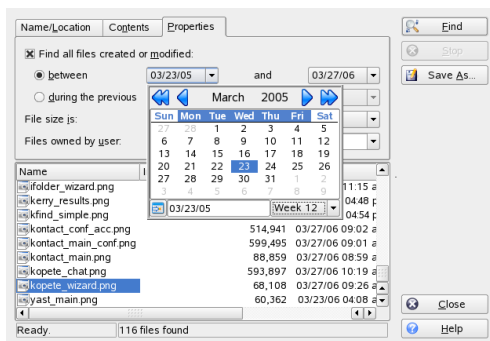 Name/Location Contents Properties
Find
Find all files created or modified:
Stop
between 03/23/05 and 03/27/06
Save As...
during the previous
March 2005
Sun Mon Tue Wed Thu Fri Sat
File size is:
27 28 1 2 3 4 5
Files owned by user:
6 7 8 9 10 11 12
13 14 15 16 17 18 19
20 21 22 23 24 25 26
27 28 29 30 31 1 2
3 4 5 6 7 8 9
03/23/05 Week 12
Name
ifolder_wizard.png 11:15 a
kerry_results.png 04:48 p
kfind_simple.png 04:54 p
kontact_conf_acc.png 514,941 03/27/06 09:02 a
kontact_main_conf.png 599,495 03/27/06 09:01 a
kontact_main.png 88,859 03/27/06 08:59 a
kopete_chat.png 593,897 03/27/06 10:19 a
kopete_wizard.png 68,108 03/27/06 09:26 a
yast_main.png 60,362 03/23/06 04:08 a
Close
Ready. 116 files found
Help